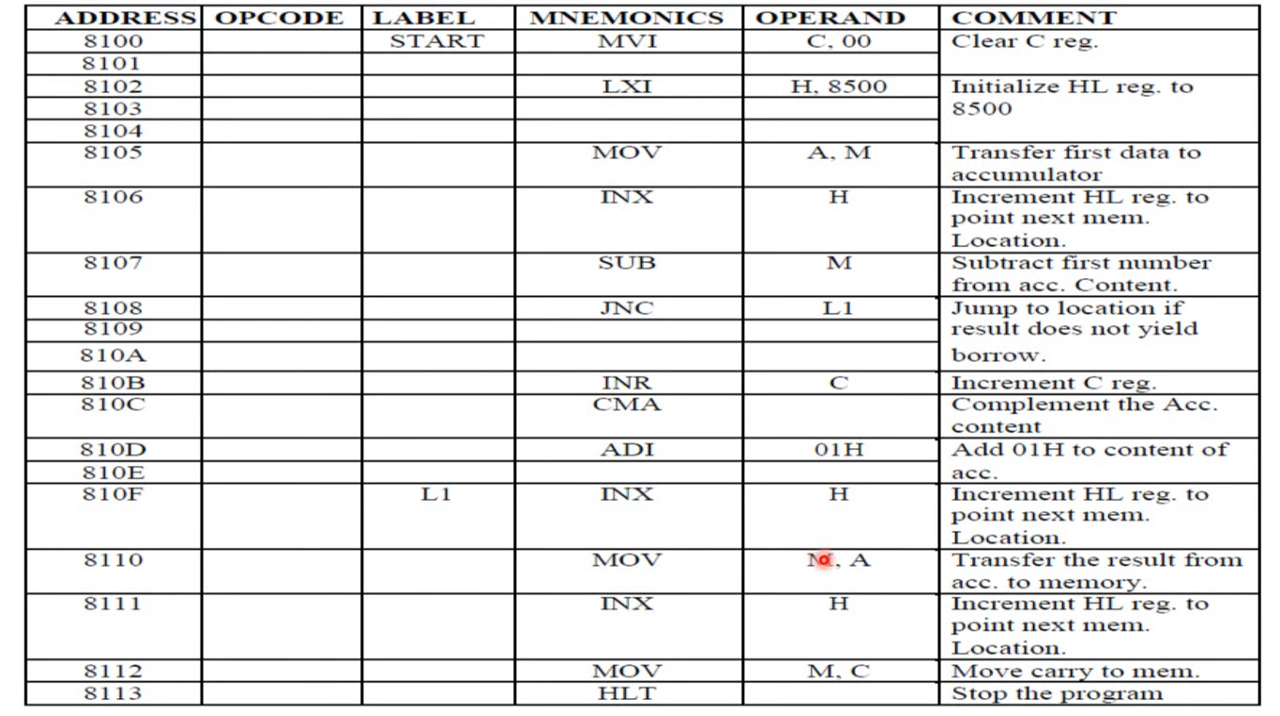 ADDRESS OPCODE LABEL MNEMONICS OPERAND COMMENT
8100 START MVI C, 00 Clear C reg.
8101
8102 LXI H, 8500 Initialize HL reg. to
8103 8500
8104
8105 MOV A, M Transfer first data to
accumulator
8106 INX H Increment HL reg. to
point next mem.
Location.
8107 SUB M Subtract first number
from acc. Content.
8108 JNC L1 Jump to location if
8109 result does not yield
810A borrow.
810B INR C Increment C reg.
810C CMA Complement the Acc.
content
810D ADI 01H Add 01H to content of
810E acc.
810F L1 INX H Increment HL reg. to
point next mem.
Location.
8110 MOV M, A Transfer the result from
acc. to memory.
8111 INX H Increment HL reg. to
point next mem.
Location.
8112 MOV M, C Move carry to mem.
8113 HLT Stop the program